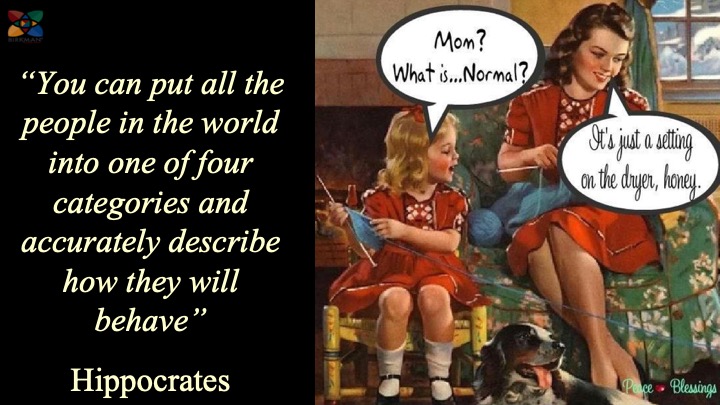 “You can put all the
people in the world
into one of four
categories and
accurately describe
how they will
behave”
Hippocrates
Mom?
What is...Normal?
It's just a setting
on the dryer, honey.
Peace Blessings